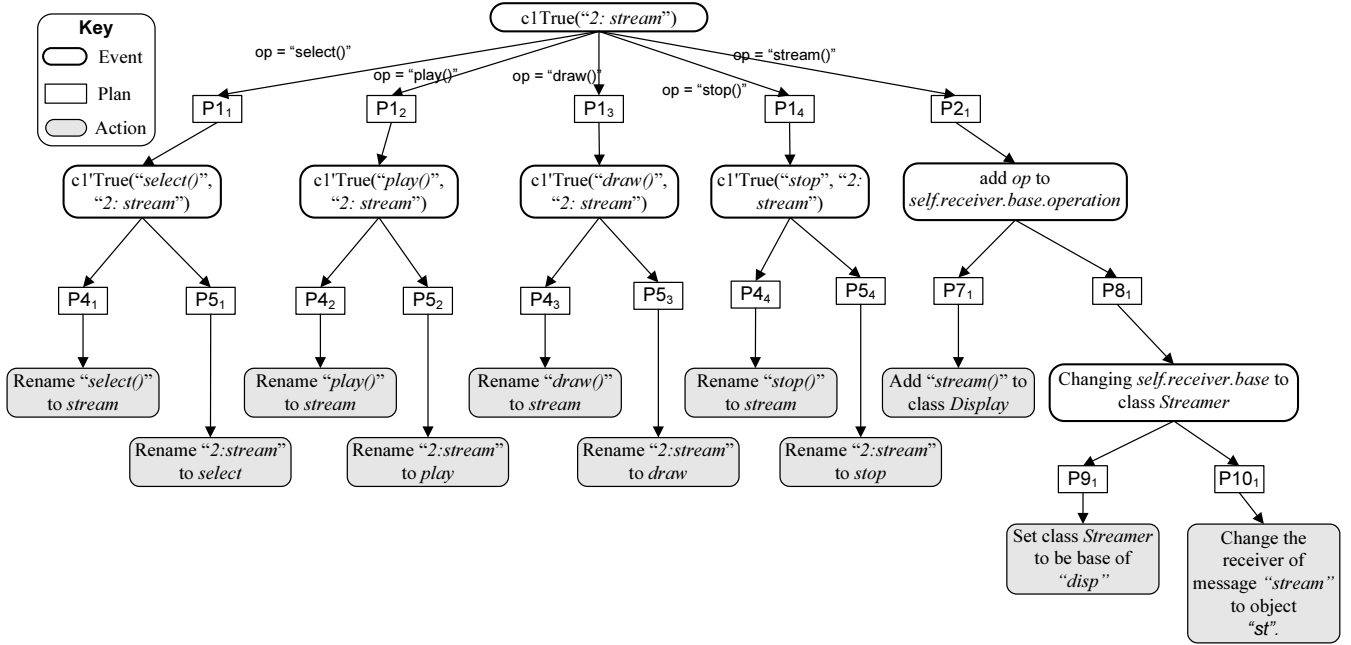 c1True(“2: stream”)
Key
Event
Plan
Action
op = “select()”
op = “play()”
op = “draw()”
op = “stop()”
op = “stream()”
P1₁
P1₂
P1₃
P1₄
P2₁
c1'True(“select()”,
“2: stream”)
c1'True(“play()”,
“2: stream”)
c1'True(“draw()”,
“2: stream”)
c1'True(“stop”, “2:
stream”)
add op to
self.receiver.base.operation
P4₁
P5₁
P4₂
P5₂
P4₃
P5₃
P4₄
P5₄
P7₁
P8₁
Rename “select()”
to stream
Rename “play()”
to stream
Rename “draw()”
to stream
Rename “stop()”
to stream
Add “stream()” to
class Display
Changing self.receiver.base to
class Streamer
Rename “2:stream”
to select
Rename “2:stream”
to play
Rename “2:stream”
to draw
Rename “2:stream”
to stop
P9₁
P10₁
Set class Streamer
to be base of
“disp”
Change the
receiver of
message “stream”
to object
“st”.